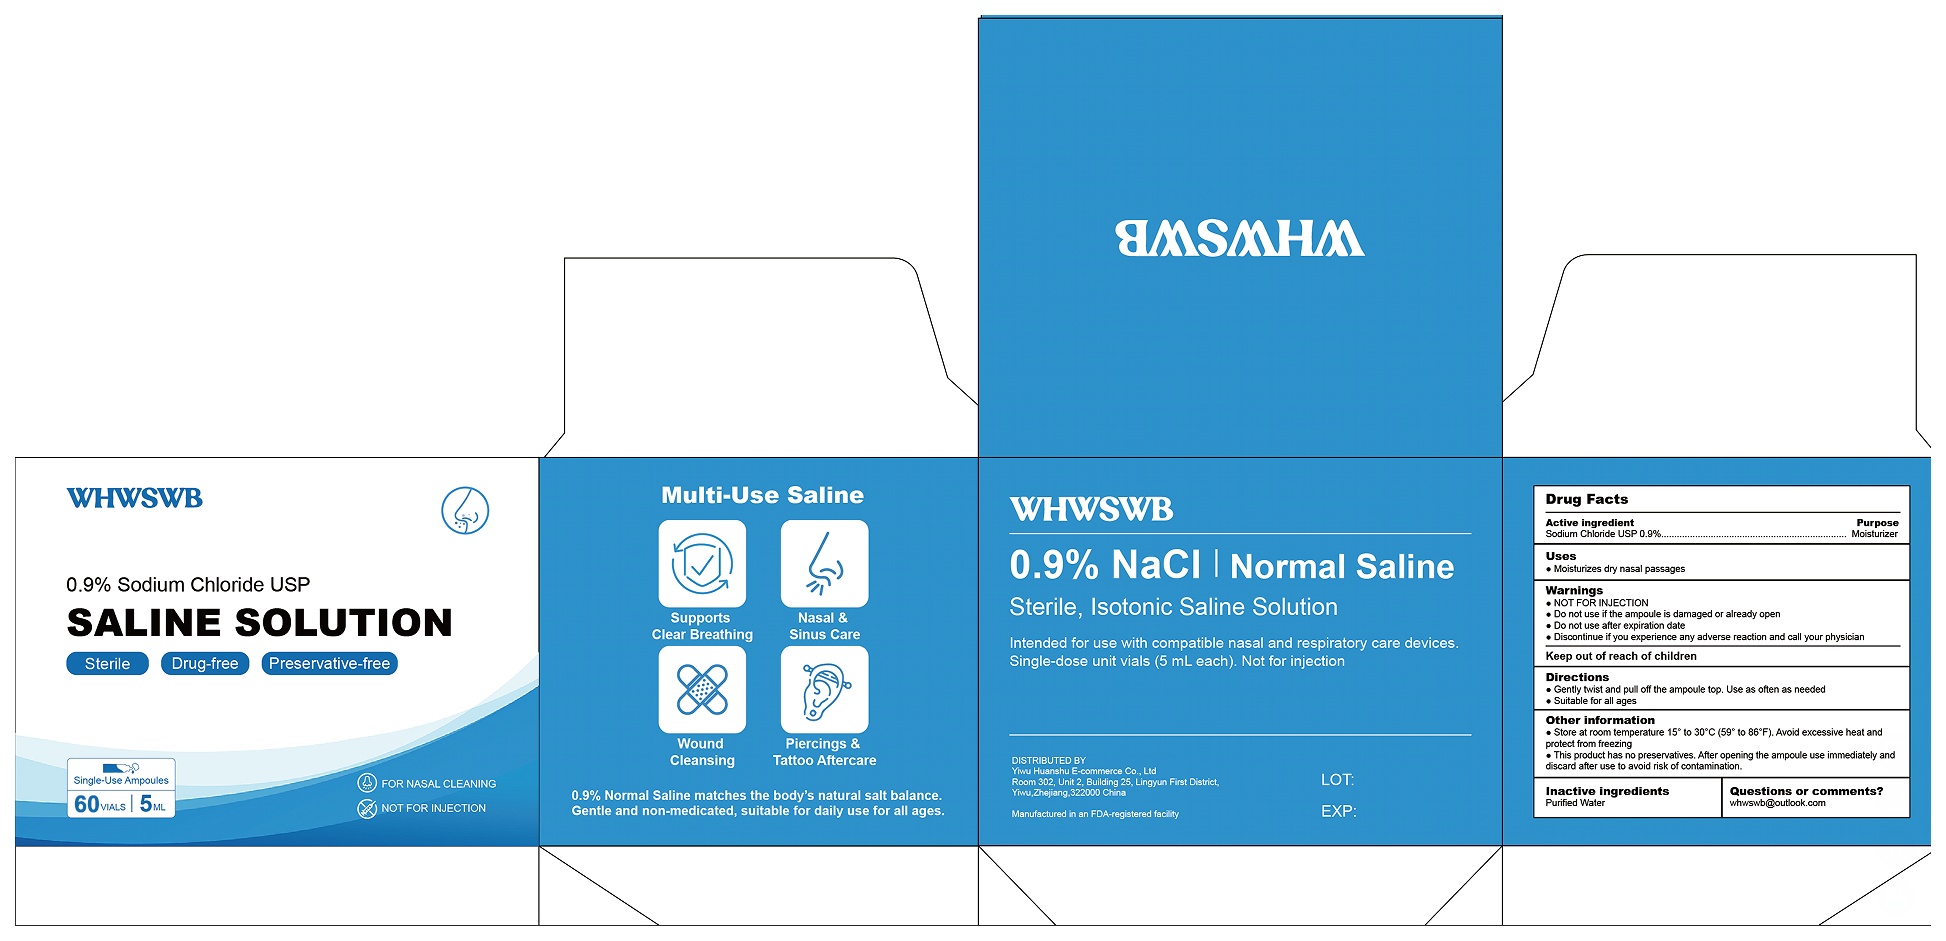 WHWSWB
WHWSWB
0.9% Sodium Chloride USP
SALINE SOLUTION
Sterile
Drug-free
Preservative-free
Single-Use Ampoules
60 VIALS | 5 ML
FOR NASAL CLEANING
NOT FOR INJECTION
Multi-Use Saline
Supports
Clear Breathing
Nasal &
Sinus Care
Wound
Cleansing
Piercings &
Tattoo Aftercare
0.9% Normal Saline matches the body's natural salt balance.
Gentle and non-medicated, suitable for daily use for all ages.
WHWSWB
0.9% NaCl | Normal Saline
Sterile, Isotonic Saline Solution
Intended for use with compatible nasal and respiratory care devices.
Single-dose unit vials (5 mL each). Not for injection
DISTRIBUTED BY
Yiwu Huanshu E-commerce Co., Ltd
Room 302, Unit 2, Building 25, Lingyun First District,
Yiwu,Zhejiang,322000 China
Manufactured in an FDA-registered facility
LOT:
EXP:
Drug Facts
Active ingredient Purpose
Sodium Chloride USP 0.9%.......................................................................... Moisturizer
Uses
● Moisturizes dry nasal passages
Warnings
● NOT FOR INJECTION
● Do not use if the ampoule is damaged or already open
● Do not use after expiration date
● Discontinue if you experience any adverse reaction and call your physician
Keep out of reach of children
Directions
● Gently twist and pull off the ampoule top. Use as often as needed
● Suitable for all ages
Other information
● Store at room temperature 15° to 30°C (59° to 86°F). Avoid excessive heat and
protect from freezing
● This product has no preservatives. After opening the ampoule use immediately and
discard after use to avoid risk of contamination.
Inactive ingredients
Purified Water
Questions or comments?
whwswb@outlook.com